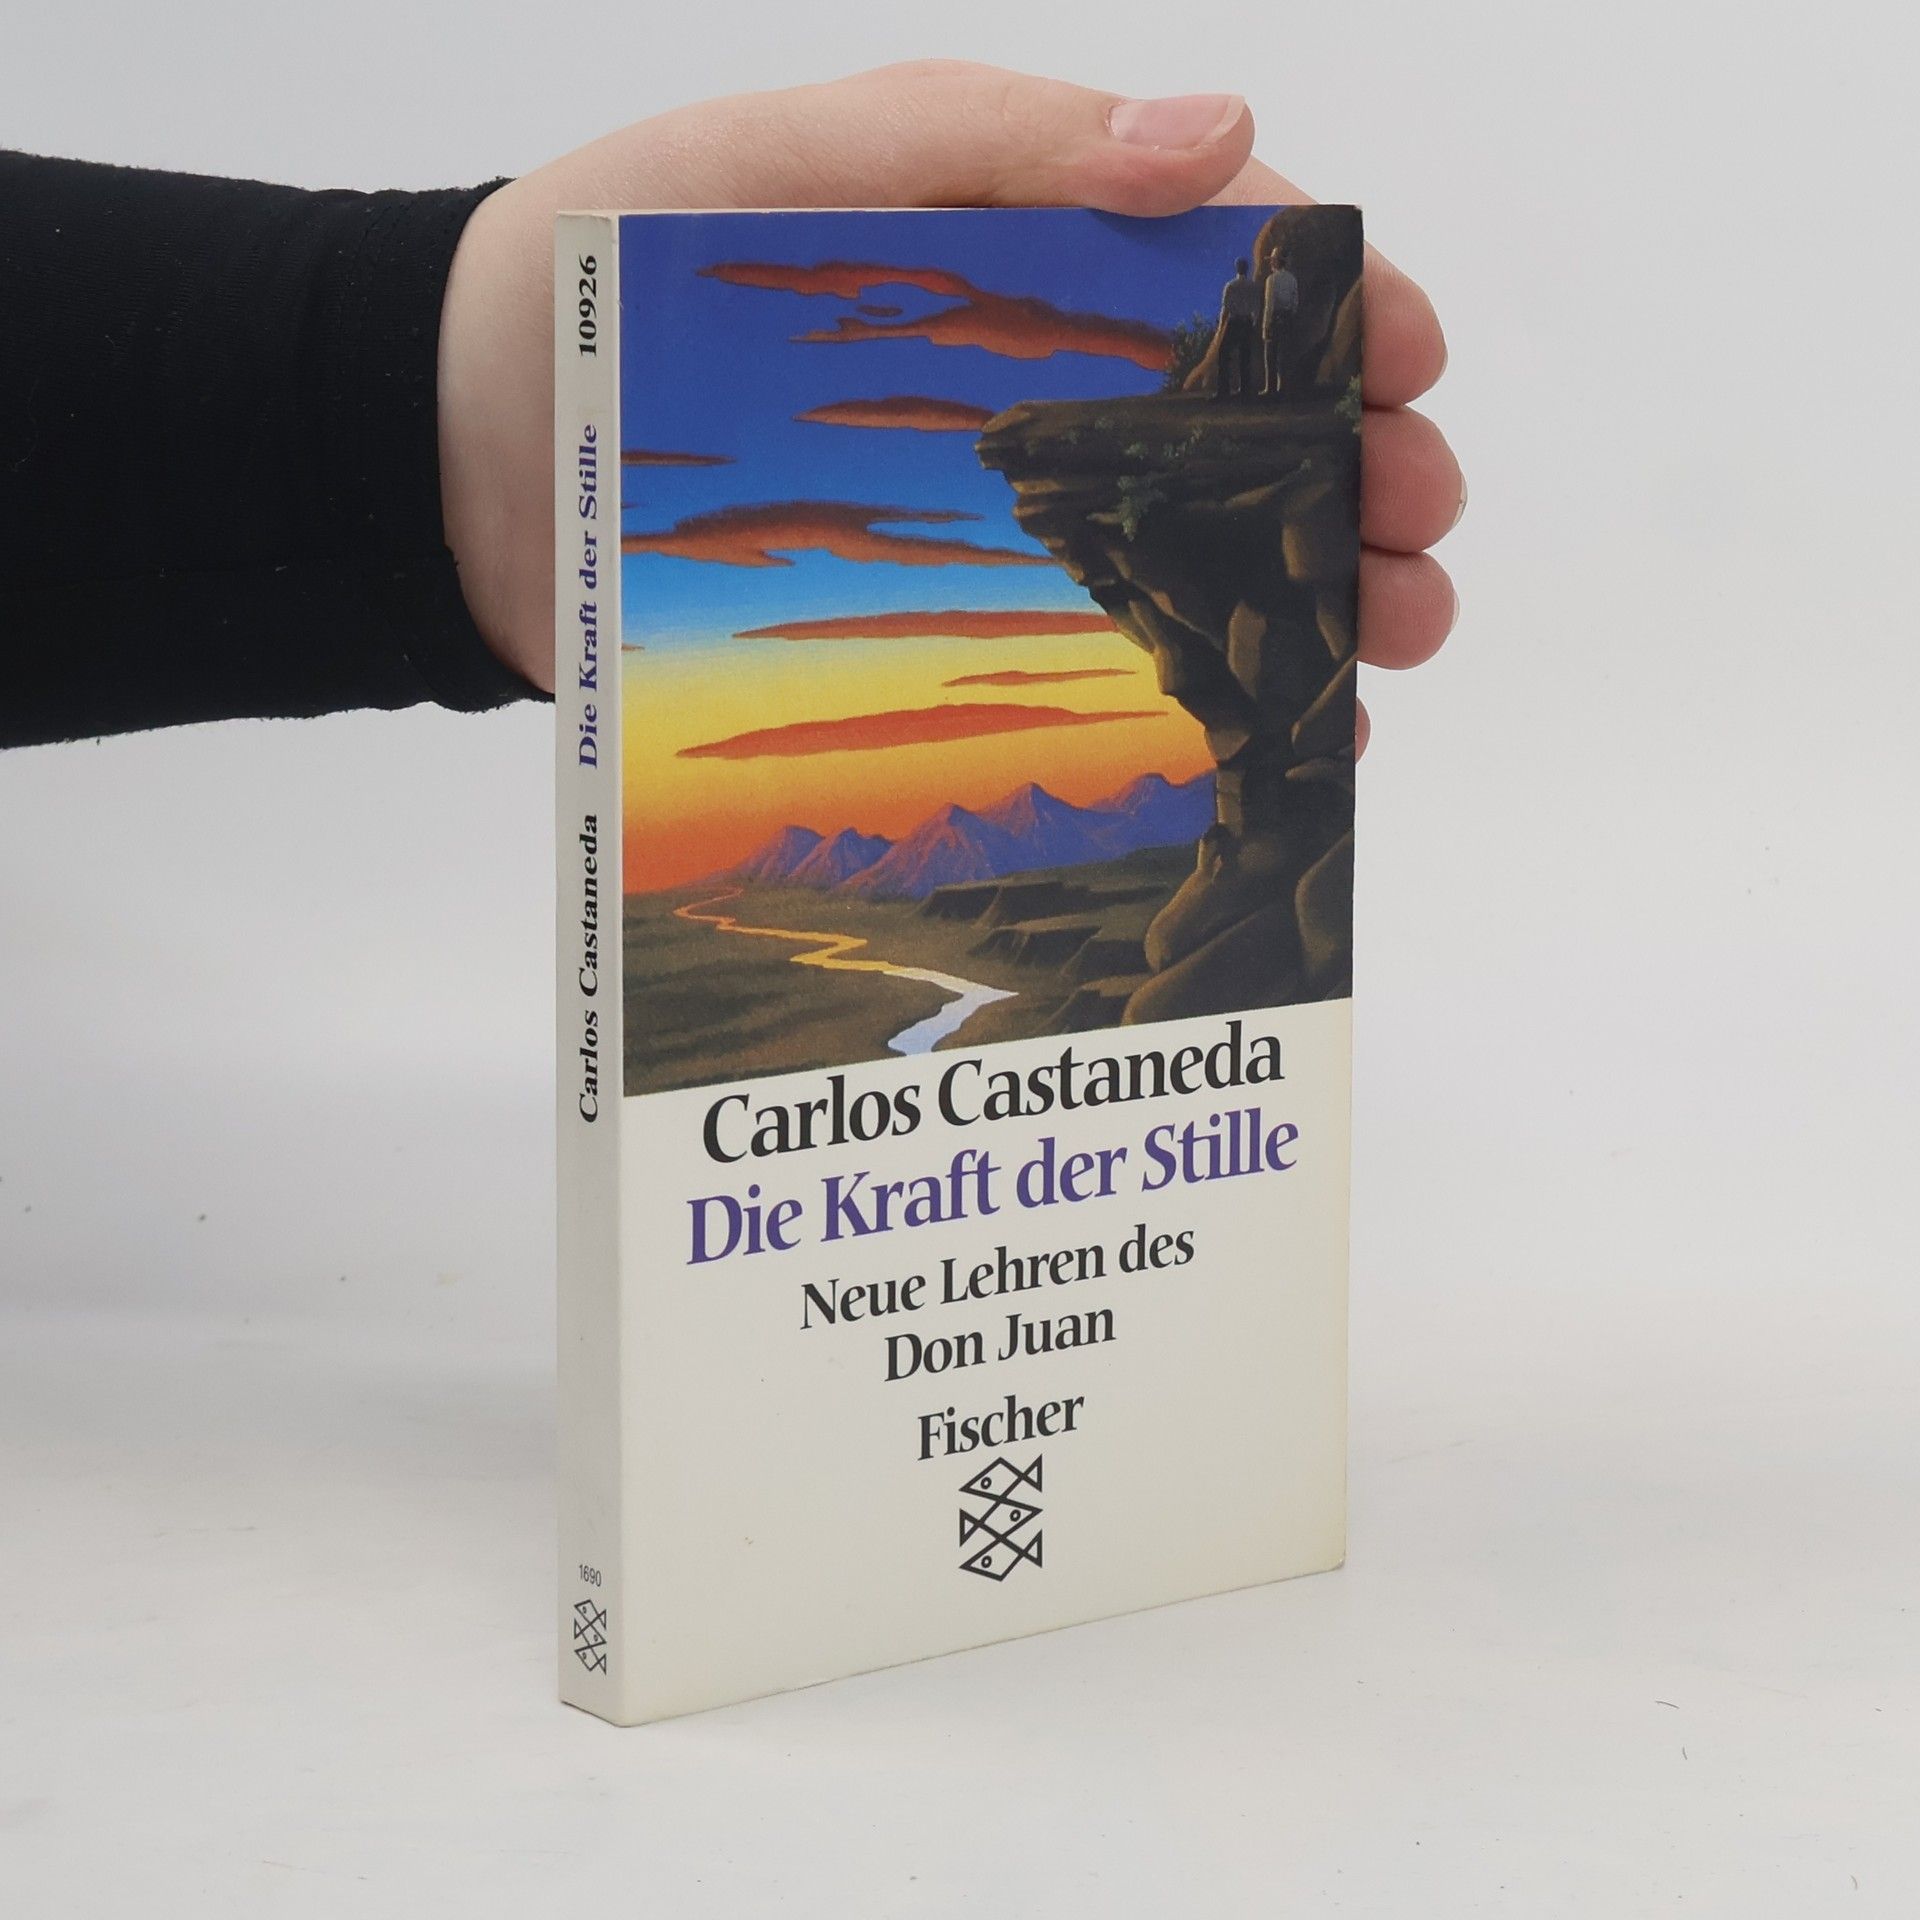 Carlos Castaneda Die Kraft der Stille 10926
1690
Carlos Castaneda
Die Kraft der Stille
Neue Lehren des
Don Juan
Fischer